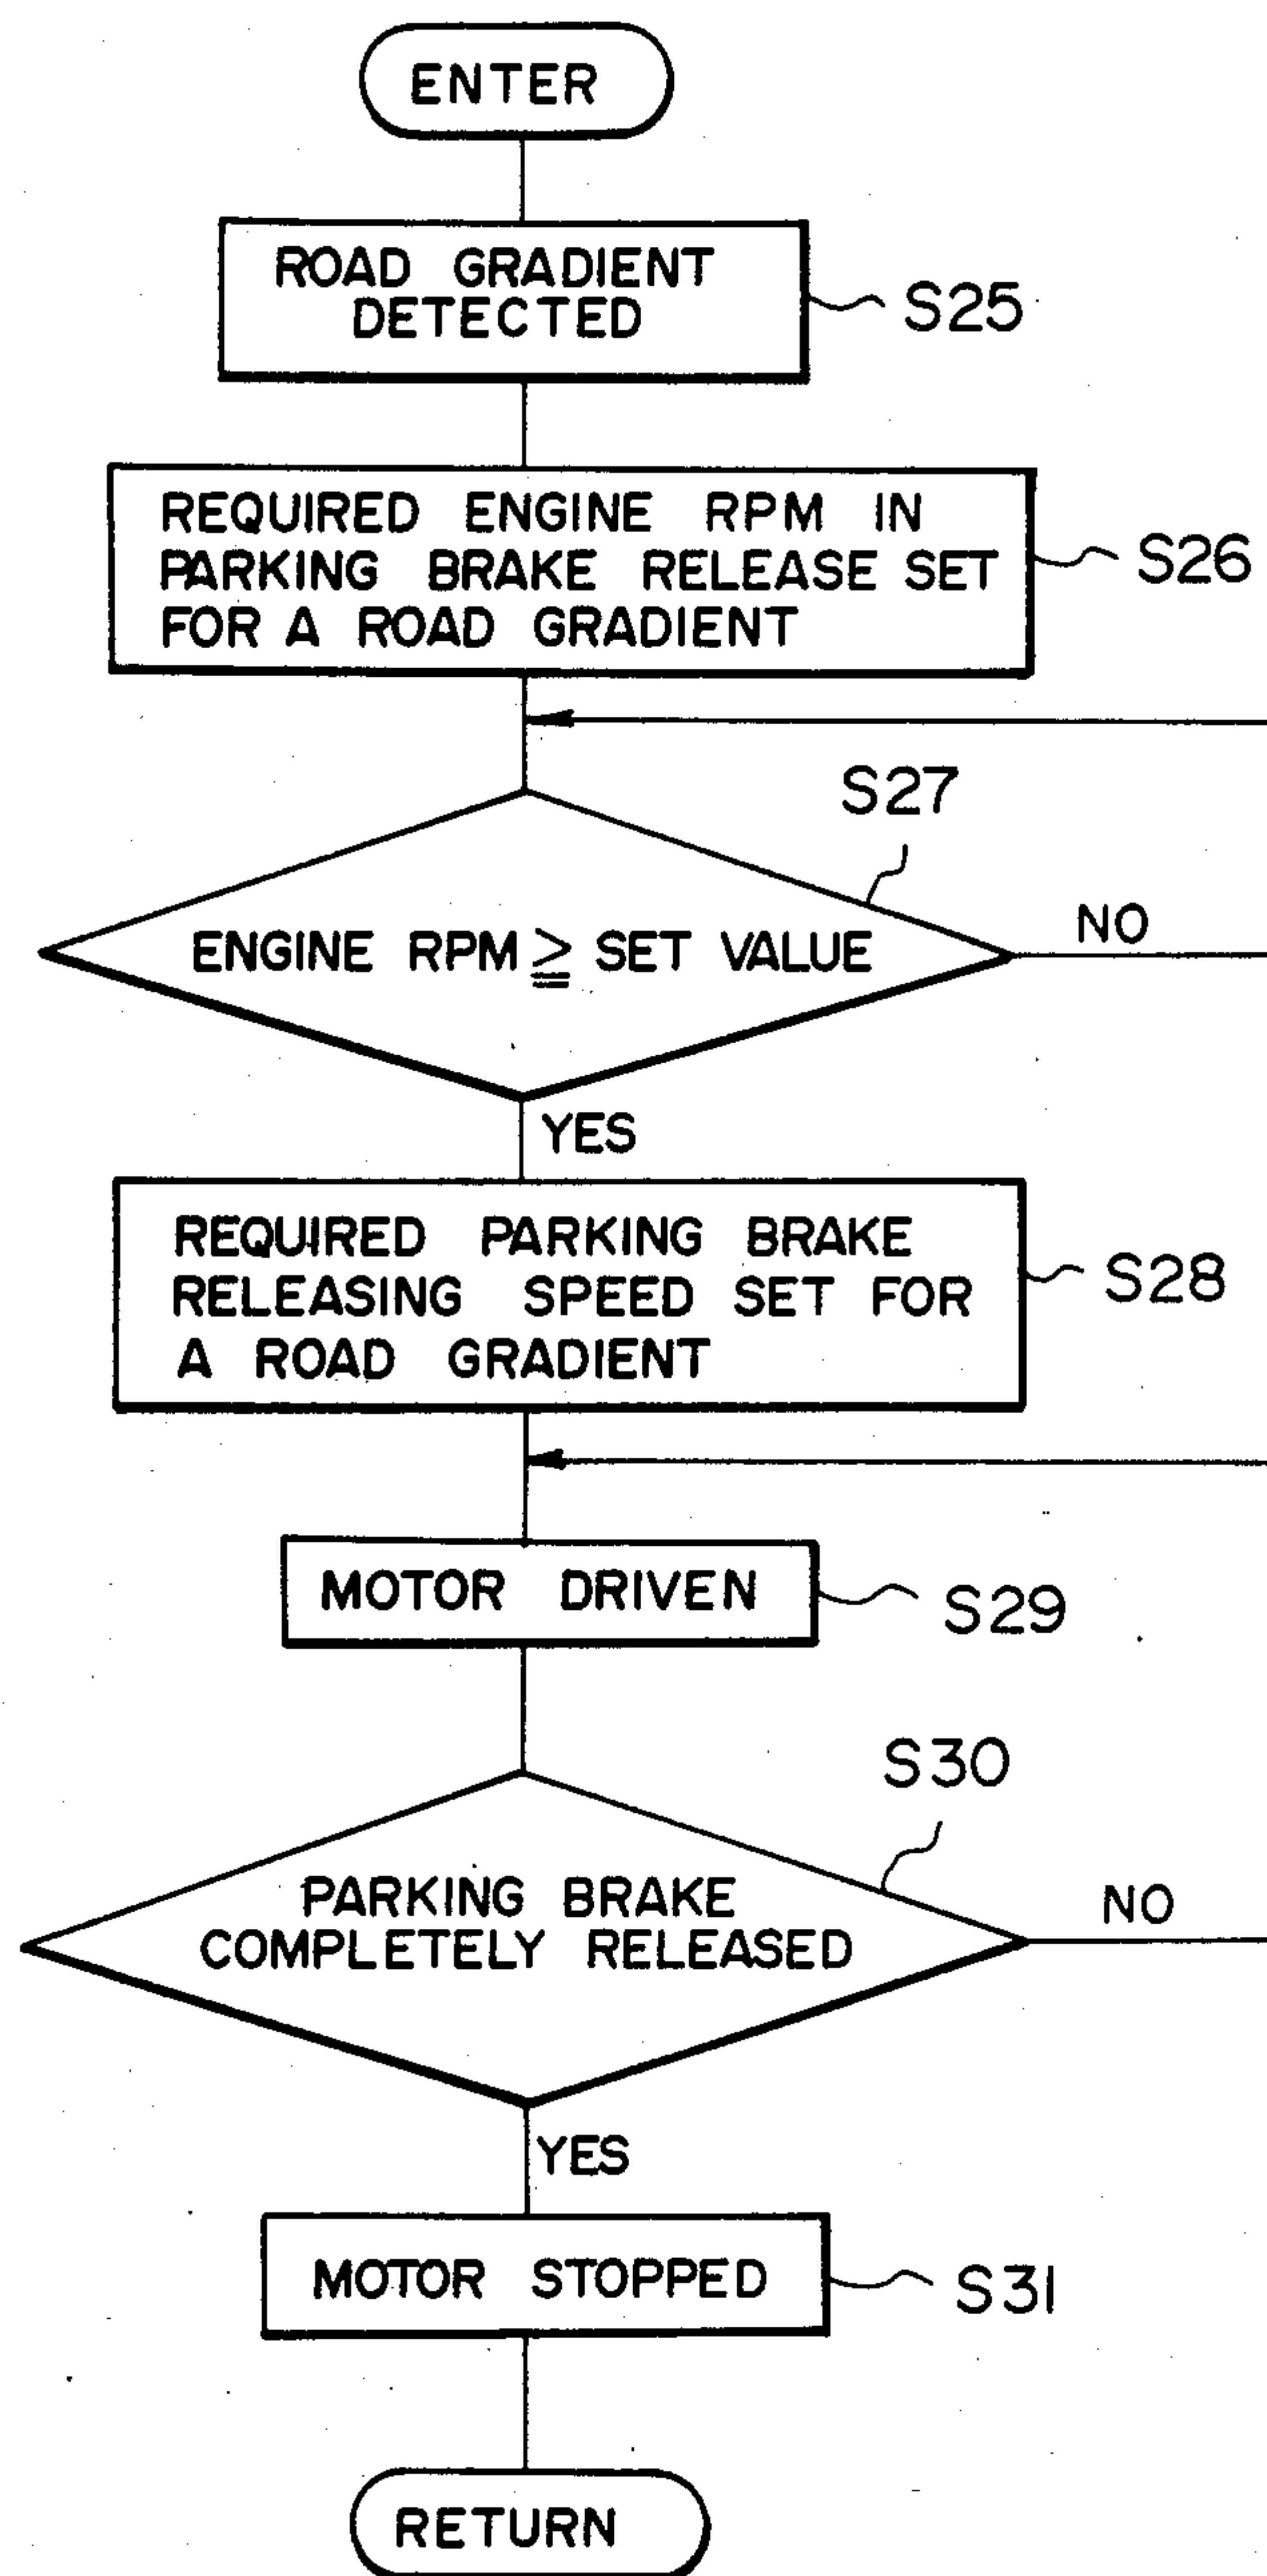 ENTER
ROAD GRADIENT
DETECTED
S25
REQUIRED ENGINE RPM IN
PARKING BRAKE RELEASE SET
FOR A ROAD GRADIENT
S26
S27
ENGINE RPM ≧ SET VALUE
NO
YES
REQUIRED PARKING BRAKE
RELEASING SPEED SET FOR
A ROAD GRADIENT
S28
MOTOR DRIVEN
S29
S30
PARKING BRAKE
COMPLETELY RELEASED
NO
YES
MOTOR STOPPED
S31
RETURN